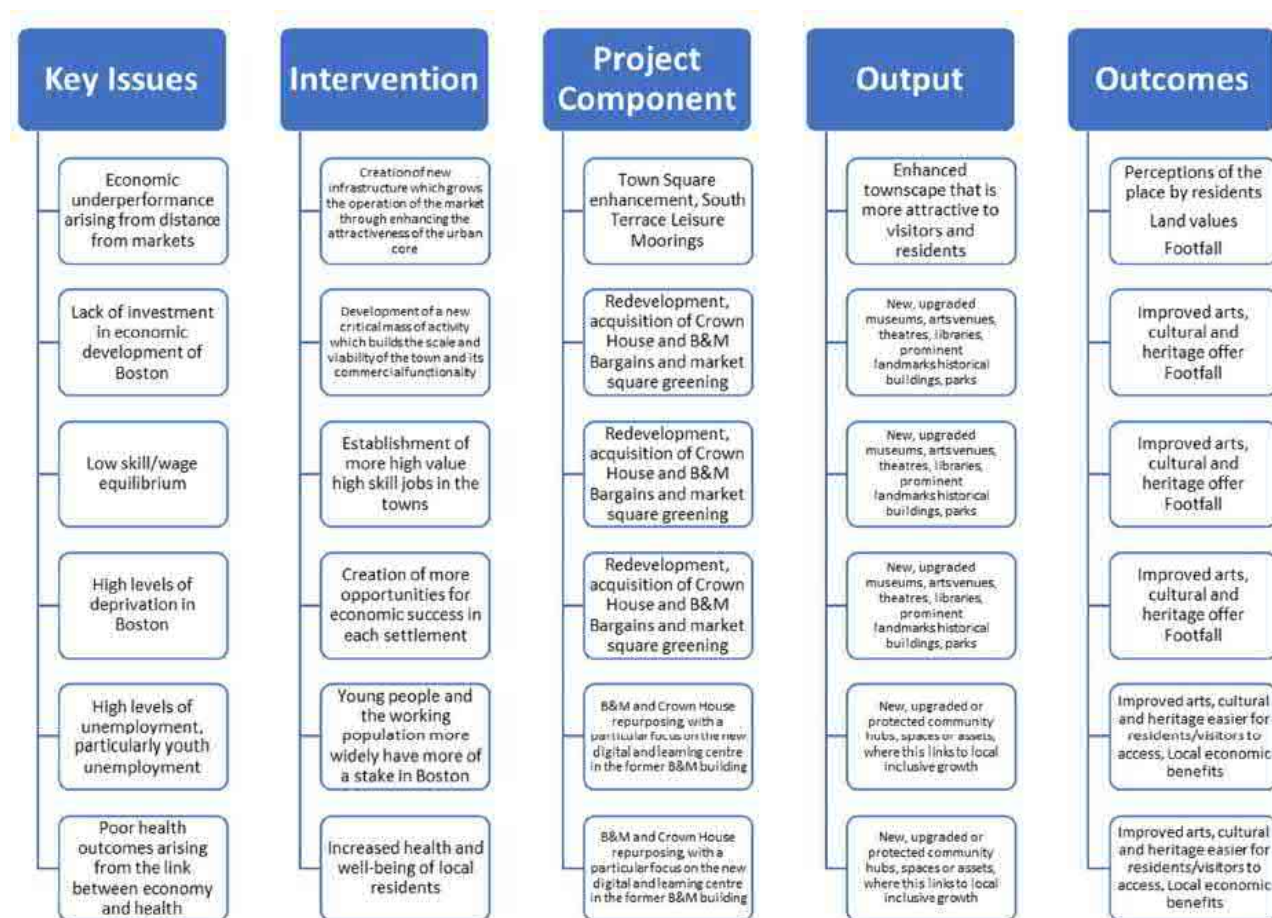 Key Issues
Economic
underperformance
arising from distance
from markets
Lack of investment
in economic
development of
Boston
Low skill/wage
equilibrium
High levels of
deprivation in
Boston
High levels of
unemployment,
particularly youth
unemployment
Poor health
outcomes arising
from the link
between economy
and health
Intervention
Creation of new
infrastructure which grows
the operation of the market
through enhancing the
attractiveness of the urban
core
Development of a new
critical mass of activity
which builds the scale and
viability of the town and its
commercial functionality
Establishment of
more high value
high skill jobs in the
towns
Creation of more
opportunities for
economic success in
each settlement
Young people and
the working
population more
widely have more of
a stake in Boston
Increased health and
well-being of local
residents
Project
Component
Town Square
enhancement, South
Terrace Leisure
Moorings
Redevelopment,
acquisition of Crown
House and B&M
Bargains and market
square greening
Redevelopment,
acquisition of Crown
House and B&M
Bargains and market
square greening
Redevelopment,
acquisition of Crown
House and B&M
Bargains and market
square greening
B&M and Crown House
repurposing, with a
particular focus on the new
digital and learning centre
in the former B&M building
B&M and Crown House
repurposing, with a
particular focus on the new
digital and learning centre
in the former B&M building
Output
Enhanced
townscape that is
more attractive to
visitors and
residents
New, upgraded
museums, arts venues,
theatres, libraries,
prominent
landmarks historical
buildings, parks
New, upgraded
museums, arts venues,
theatres, libraries,
prominent
landmarks historical
buildings, parks
New, upgraded
museums, arts venues,
theatres, libraries,
prominent
landmarks historical
buildings, parks
New, upgraded or
protected community
hubs, spaces or assets,
where this links to local
inclusive growth
New, upgraded or
protected community
hubs, spaces or assets,
where this links to local
inclusive growth
Outcomes
Perceptions of the
place by residents
Land values
Footfall
Improved arts,
cultural and
heritage offer
Footfall
Improved arts,
cultural and
heritage offer
Footfall
Improved arts,
cultural and
heritage offer
Footfall
Improved arts, cultural
and heritage easier for
residents/visitors to
access, Local economic
benefits
Improved arts, cultural
and heritage easier for
residents/visitors to
access, Local economic
benefits